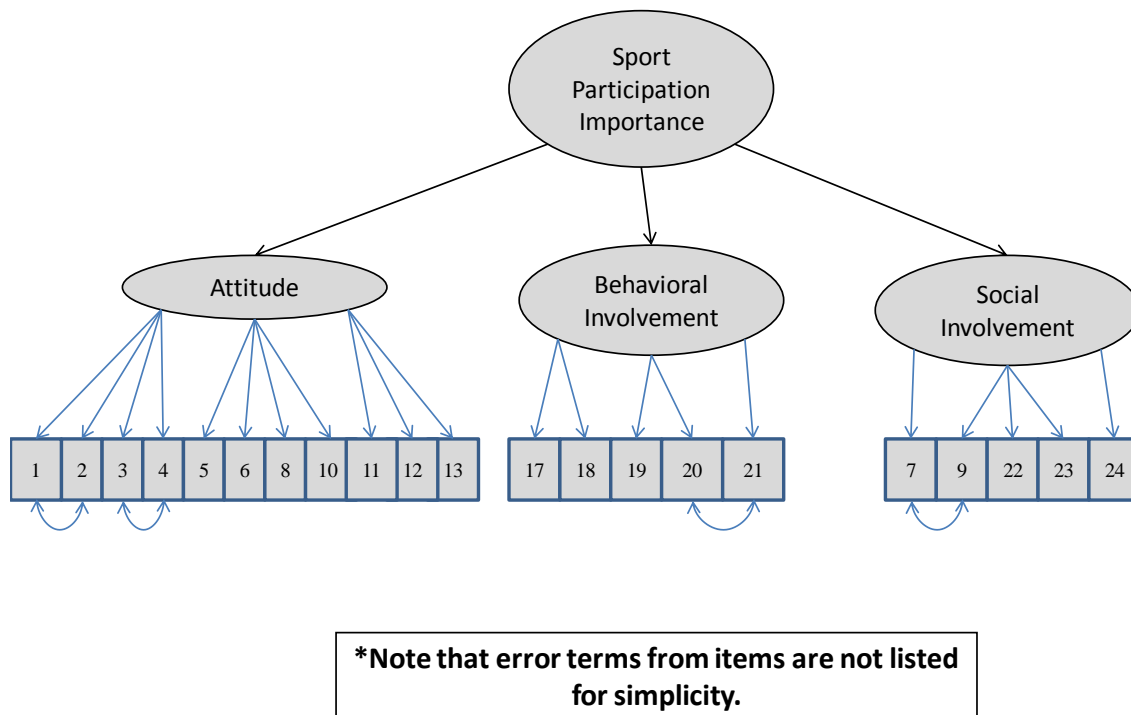 Sport
Participation
Importance
Attitude
Behavioral
Involvement
Social
Involvement
1 2 3 4 5 6 8 10 11 12 13
17 18 19 20 21
7 9 22 23 24
*Note that error terms from items are not listed
for simplicity.